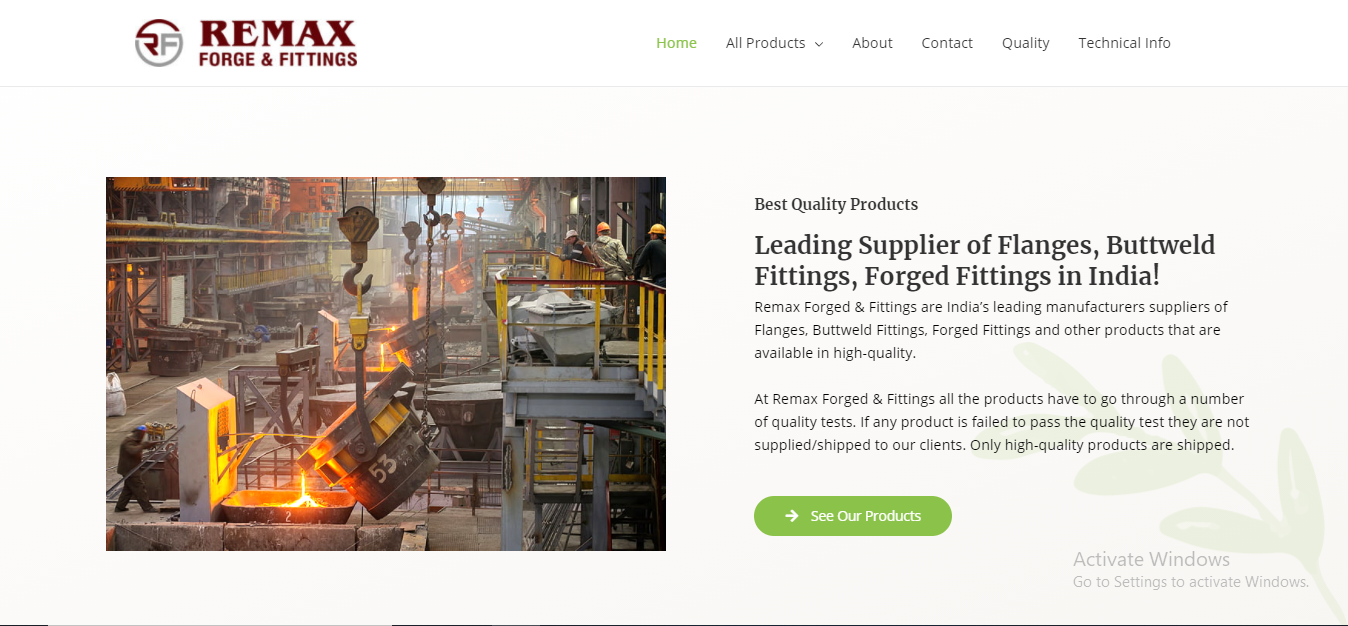 REMAX
FORGE & FITTINGS
Home All Products About Contact Quality Technical Info
Best Quality Products
Leading Supplier of Flanges, Buttweld
Fittings, Forged Fittings in India!
Remax Forged & Fittings are India’s leading manufacturers suppliers of
Flanges, Buttweld Fittings, Forged Fittings and other products that are
available in high-quality.
At Remax Forged & Fittings all the products have to go through a number
of quality tests. If any product is failed to pass the quality test they are not
supplied/shipped to our clients. Only high-quality products are shipped.
See Our Products
53
2
Activate Windows
Go to Settings to activate Windows.